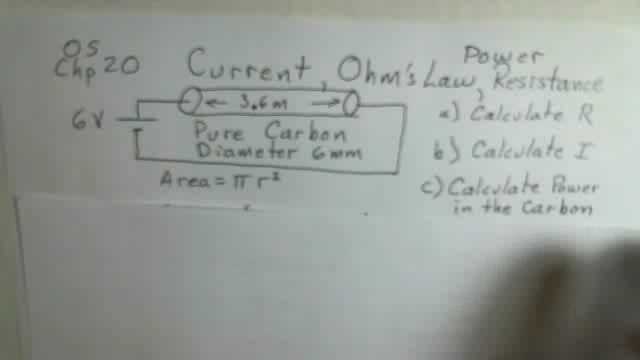 OS
Chp 20
Current, Ohm's Law, Resistance
Power
6V
← 3.6m →
Pure Carbon
Diameter 6mm
Area = πr²
a) Calculate R
b) Calculate I
c) Calculate Power
in the Carbon